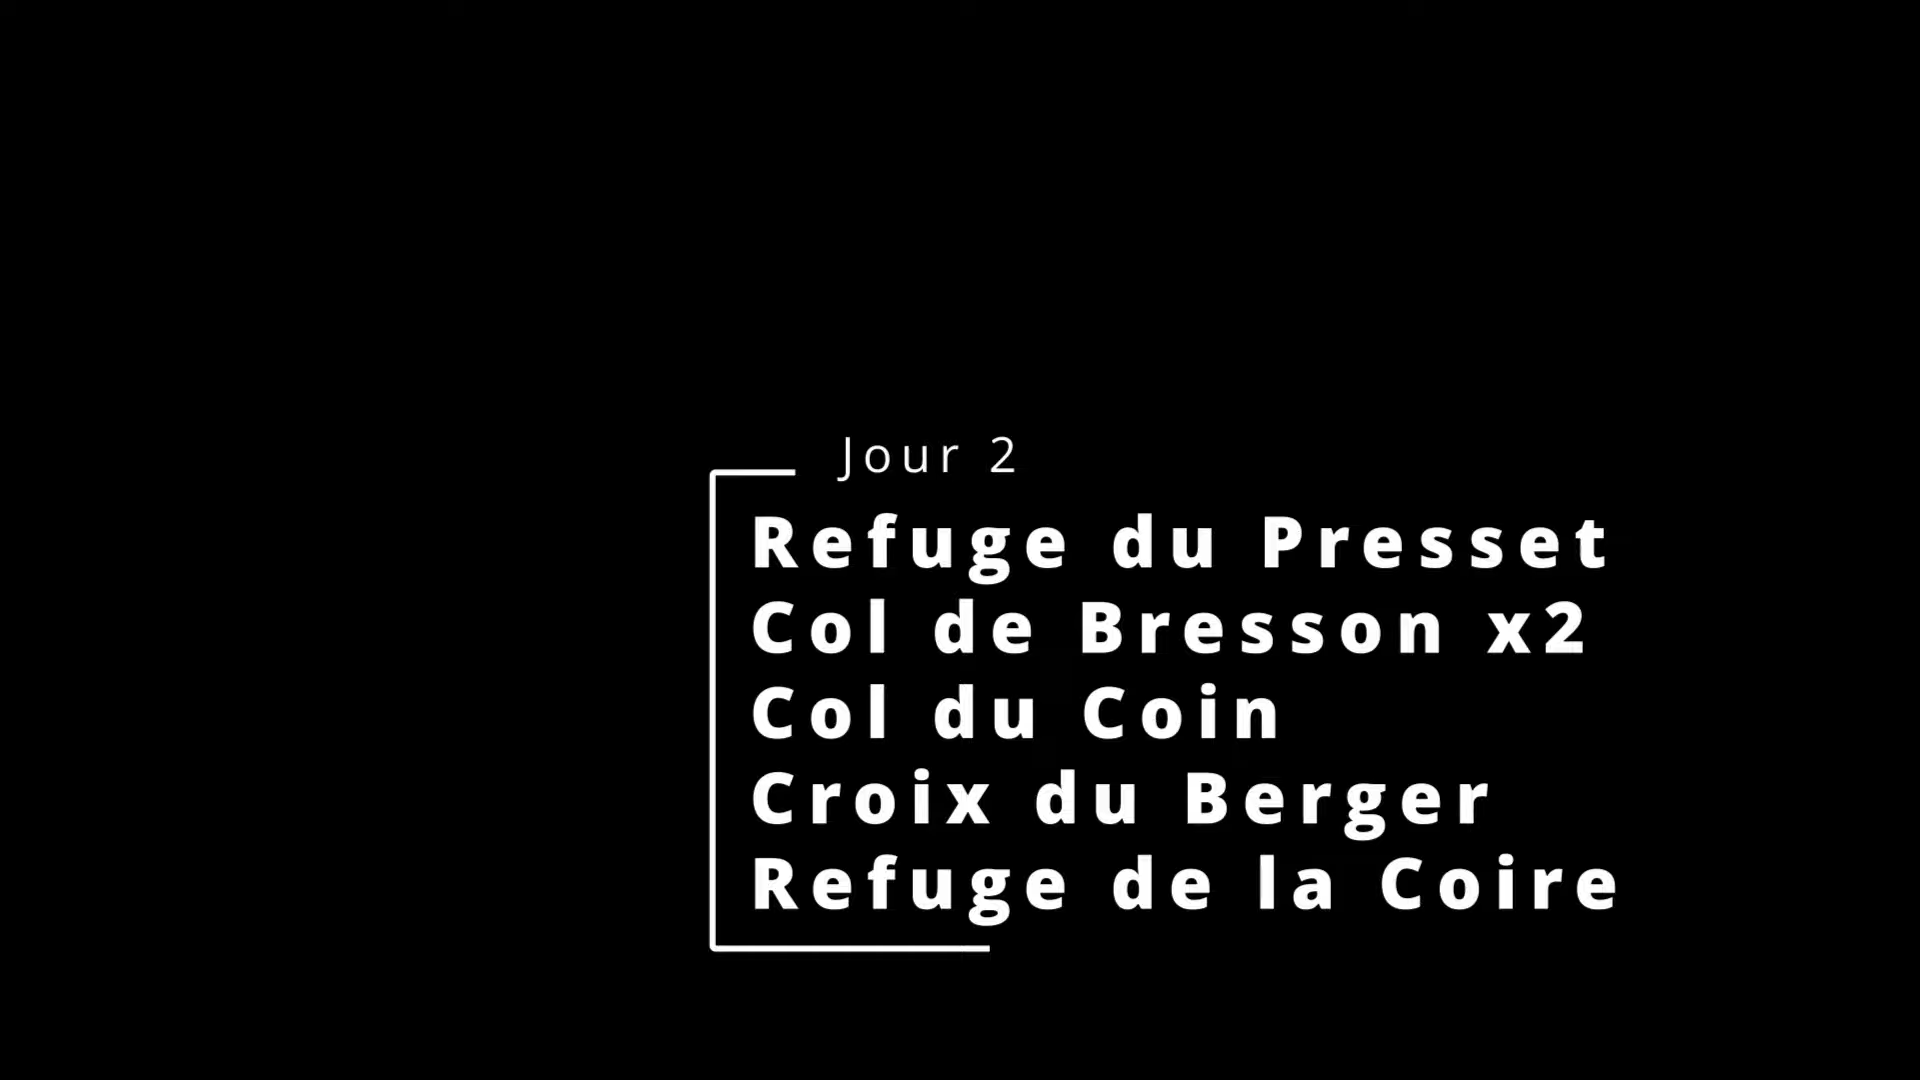 Jour 2
Refuge du Presset
Col de Bresson x2
Col du Coin
Croix du Berger
Refuge de la Coire